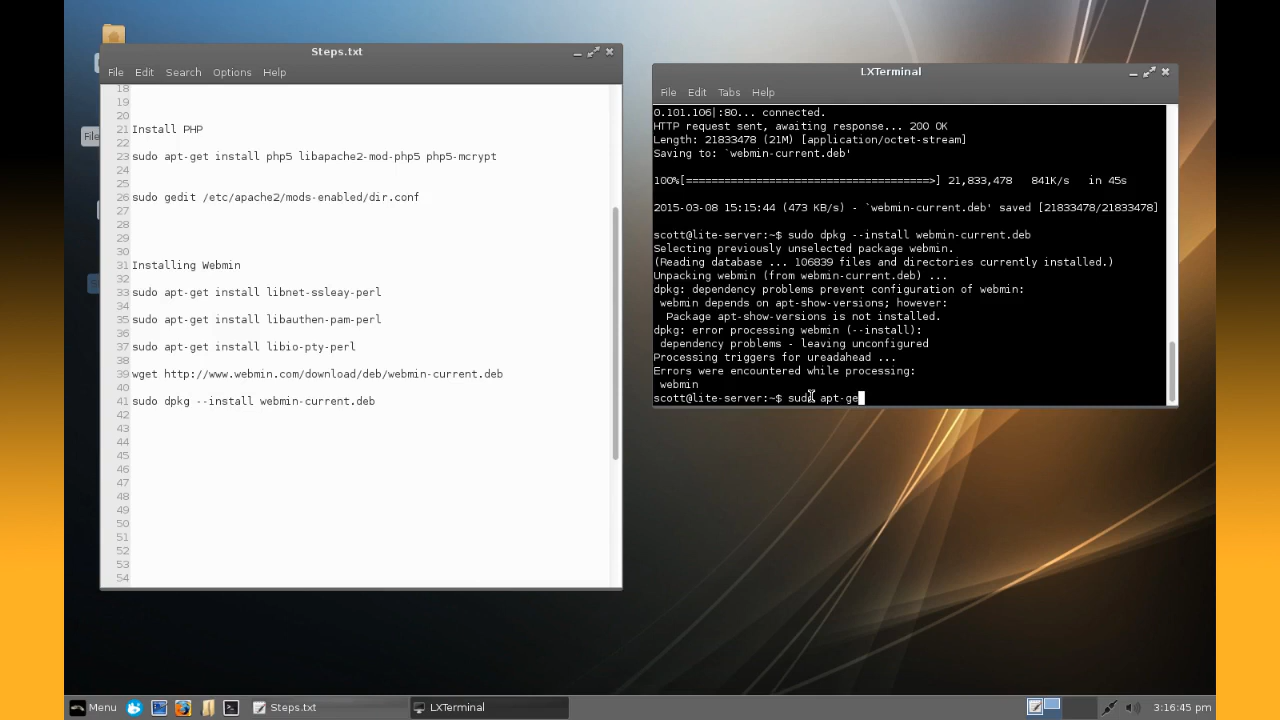 Steps.txt
File Edit Search Options Help
18
19
20
21 Install PHP
22
23 sudo apt-get install php5 libapache2-mod-php5 php5-mcrypt
24
25
26 sudo gedit /etc/apache2/mods-enabled/dir.conf
27
28
29
30
31 Installing Webmin
32
33 sudo apt-get install libnet-ssleay-perl
34
35 sudo apt-get install libauthen-pam-perl
36
37 sudo apt-get install libio-pty-perl
38
39 wget http://www.webmin.com/download/deb/webmin-current.deb
40
41 sudo dpkg --install webmin-current.deb
42
43
44
45
46
47
48
49
50
51
52
53
54
File
LXTerminal
File Edit Tabs Help
0.101.106|:80... connected.
HTTP request sent, awaiting response... 200 OK
Length: 21833478 (21M) [application/octet-stream]
Saving to: `webmin-current.deb'
100%[======================================>] 21,833,478 841K/s in 45s
2015-03-08 15:15:44 (473 KB/s) - `webmin-current.deb' saved [21833478/21833478]
scott@lite-server:~$ sudo dpkg --install webmin-current.deb
Selecting previously unselected package webmin.
(Reading database ... 106839 files and directories currently installed.)
Unpacking webmin (from webmin-current.deb) ...
dpkg: dependency problems prevent configuration of webmin:
webmin depends on apt-show-versions; however:
Package apt-show-versions is not installed.
dpkg: error processing webmin (--install):
dependency problems - leaving unconfigured
Processing triggers for ureadahead ...
Errors were encountered while processing:
webmin
scott@lite-server:~$ sudo apt-ge
Menu Steps.txt LXTerminal 3:16:45 pm